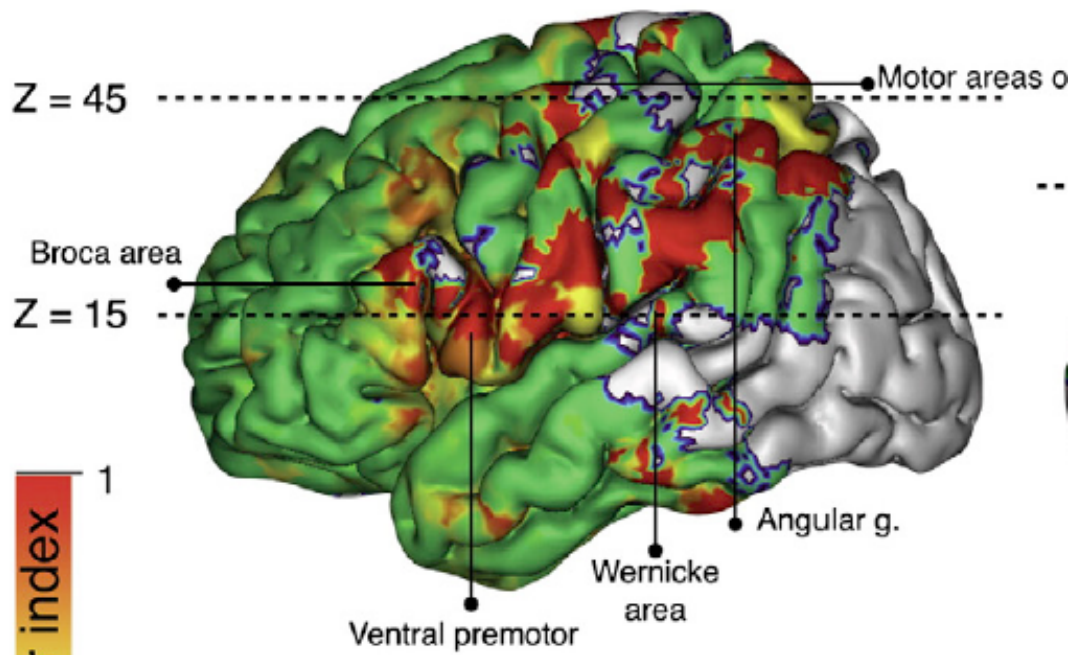 Z = 45
Motor areas o
Broca area
Z = 15
1
index
Angular g.
Wernicke
area
Ventral premotor